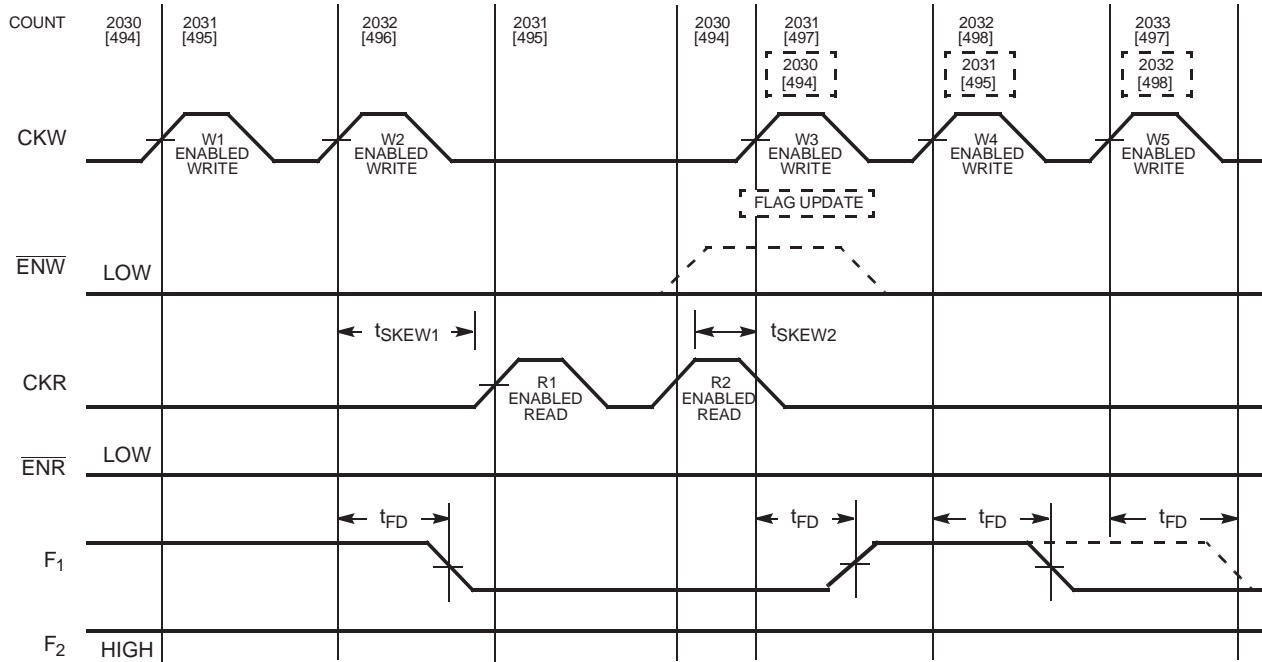 COUNT
2030
[494]
2031
[495]
2032
[496]
2031
[495]
2030
[494]
2031
[497]
2032
[498]
2033
[497]
2030
[494]
2031
[495]
2032
[498]
CKW
W1
ENABLED
WRITE
W2
ENABLED
WRITE
W3
ENABLED
WRITE
W4
ENABLED
WRITE
W5
ENABLED
WRITE
FLAG UPDATE
ENW
LOW
tSKEW1
tSKEW2
CKR
R1
ENABLED
READ
R2
ENABLED
READ
ENR
LOW
tFD
tFD
tFD
tFD
F1
F2
HIGH